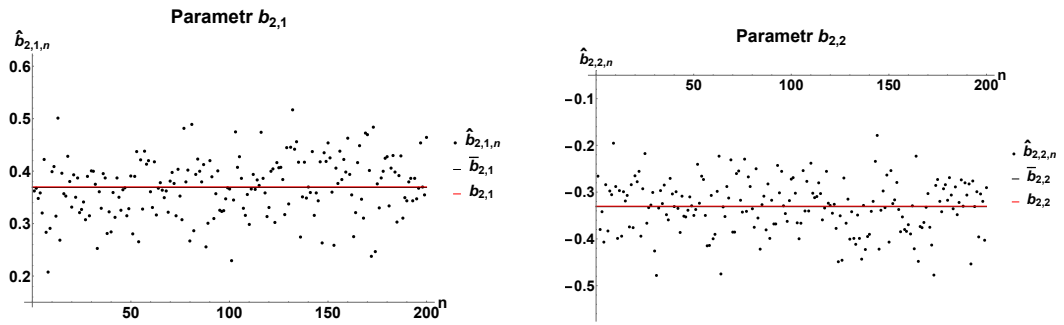 Parametr b2,1
b̂2,1,n
0.6
0.5
0.4
0.3
0.2
50 100 150 200 n
b̂2,1,n
b̅2,1
b2,1
Parametr b2,2
b̂2,2,n
50 100 150 200 n
-0.1
-0.2
-0.3
-0.4
-0.5
b̂2,2,n
b̅2,2
b2,2